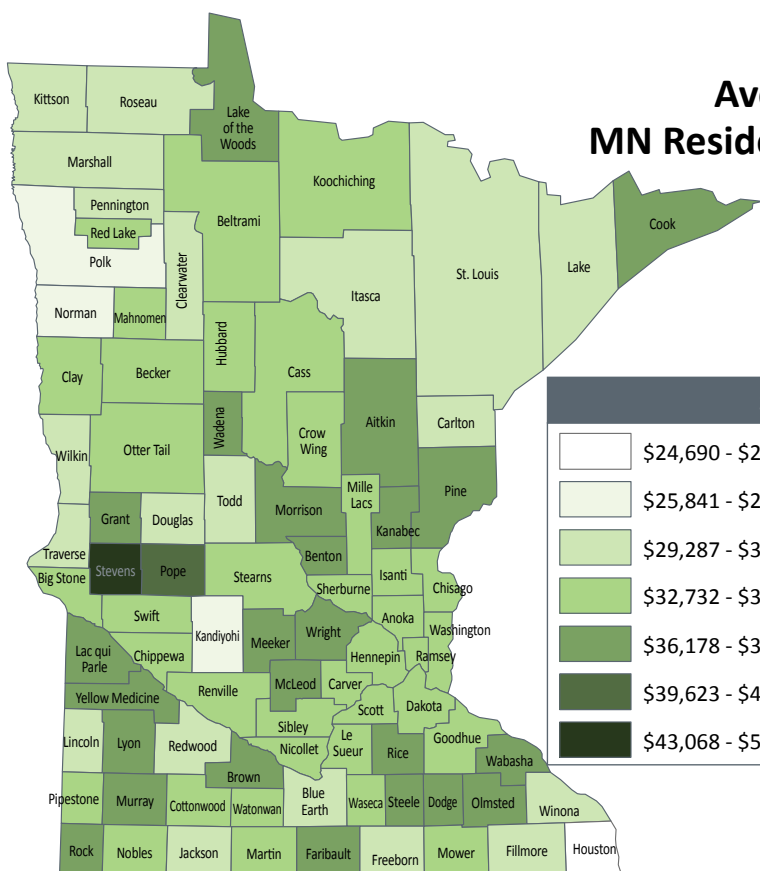 Ave
MN Reside
Kittson
Roseau
Lake
of the
Woods
Marshall
Koochiching
Pennington
Red Lake
Beltrami
Polk
Clearwater
Cook
St. Louis
Lake
Itasca
Norman
Mahnomen
Hubbard
Clay
Becker
Cass
Wadena
Aitkin
Carlton
Crow
Wing
Wilkin
Otter Tail
Todd
Mille
Lacs
Pine
Grant
Douglas
Morrison
Kanabec
Traverse
Stevens
Pope
Benton
Stearns
Isanti
Big Stone
Sherburne
Chisago
Swift
Anoka
Kandiyohi
Washington
Meeker
Wright
Hennepin
Ramsey
Lac qui
Parle
Chippewa
Renville
McLeod
Carver
Yellow Medicine
Scott
Dakota
Sibley
Lincoln
Lyon
Redwood
Nicollet
Le
Sueur
Rice
Goodhue
Wabasha
Brown
Pipestone
Murray
Cottonwood
Watonwan
Blue
Earth
Waseca
Steele
Dodge
Olmsted
Winona
Rock
Nobles
Jackson
Martin
Faribault
Freeborn
Mower
Fillmore
Houston
$24,690 - $2
$25,841 - $2
$29,287 - $3
$32,732 - $3
$36,178 - $3
$39,623 - $4
$43,068 - $5